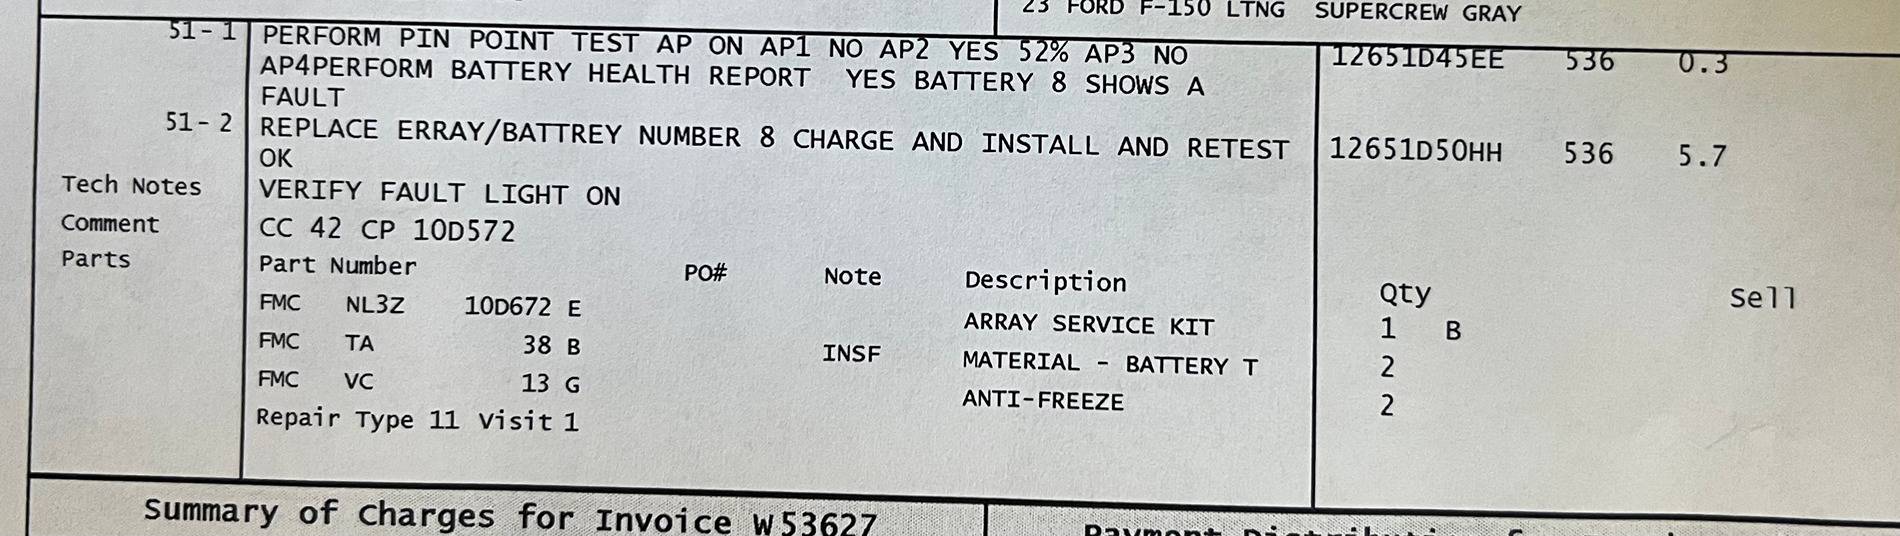 23 FORD F-150 LTNG SUPERCREW GRAY
51-1 PERFORM PIN POINT TEST AP ON AP1 NO AP2 YES 52% AP3 NO 12651D45EE 536 0.3
AP4PERFORM BATTERY HEALTH REPORT YES BATTERY 8 SHOWS A
FAULT
51-2 REPLACE ERRAY/BATTREY NUMBER 8 CHARGE AND INSTALL AND RETEST 12651D50HH 536 5.7
OK
Tech Notes VERIFY FAULT LIGHT ON
Comment CC 42 CP 10D572
Parts Part Number PO# Note Description Qty Sell
FMC NL3Z 10D672 E ARRAY SERVICE KIT 1 B
FMC TA 38 B INSF MATERIAL - BATTERY T 2
FMC VC 13 G ANTI-FREEZE 2
Repair Type 11 Visit 1
Summary of Charges for Invoice W53627